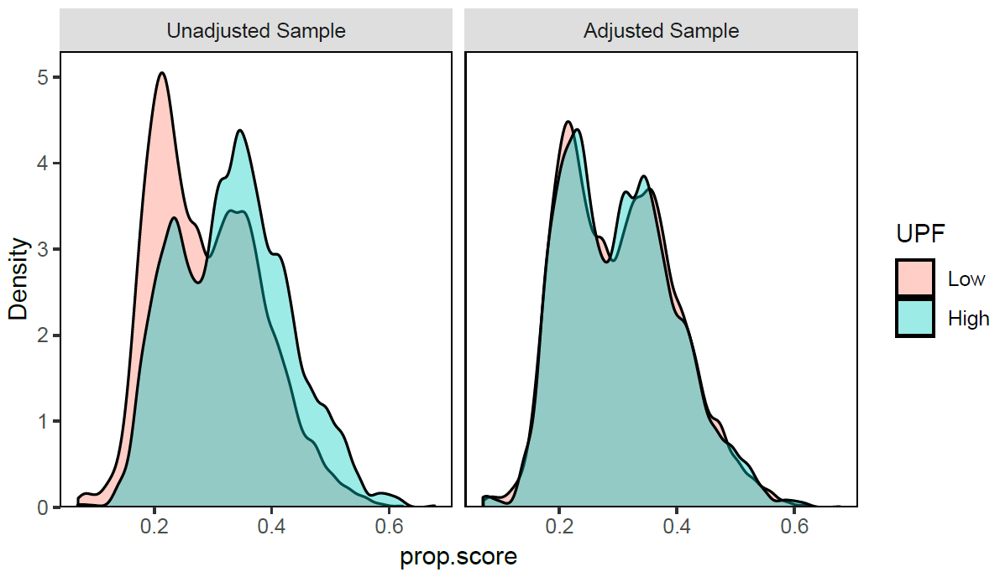 Unadjusted Sample
Adjusted Sample
Density
5
4
3
2
1
0
0.2
0.4
0.6
0.2
0.4
0.6
prop.score
UPF
Low
High